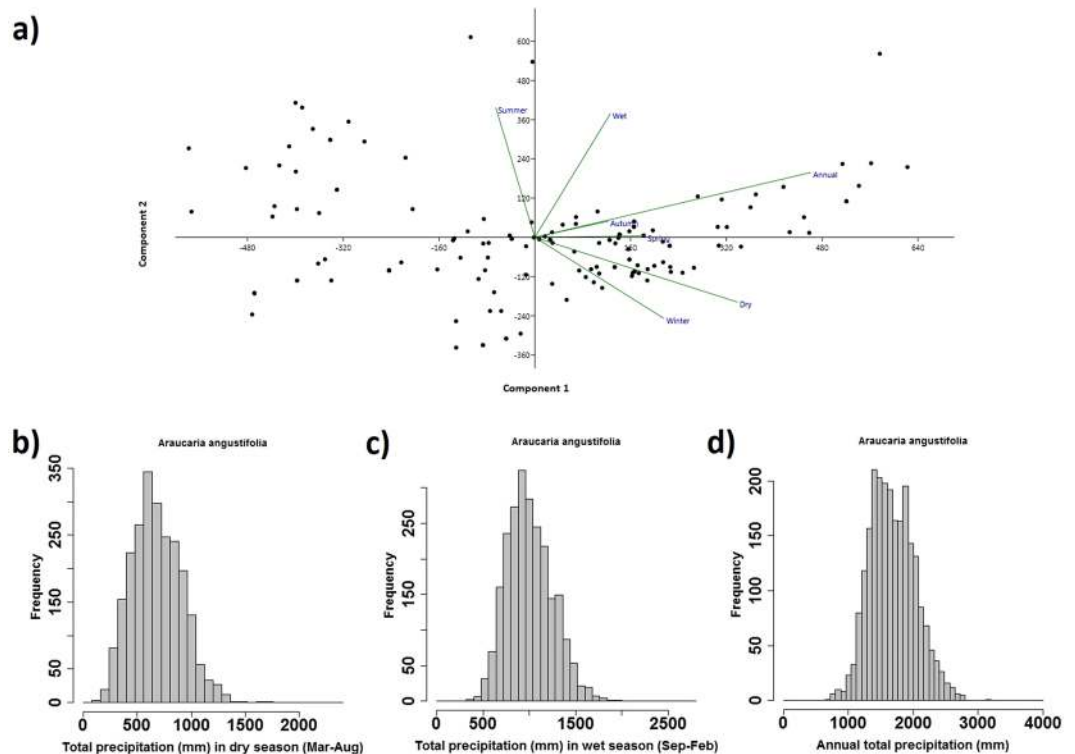 a)
600
480
360
240
120
-120
-240
-360
-480
-320
-160
160
320
480
640
Summer
Wet
Annual
Autumn
Spring
Dry
Winter
Component 2
Component 1
b)
Araucaria angustifolia
350
250
150
50
0
Frequency
0
500
1000
2000
Total precipitation (mm) in dry season (Mar-Aug)
c)
Araucaria angustifolia
250
150
50
0
Frequency
0
500
1500
2500
Total precipitation (mm) in wet season (Sep-Feb)
d)
Araucaria angustifolia
200
150
100
50
0
Frequency
0
1000
2000
3000
4000
Annual total precipitation (mm)